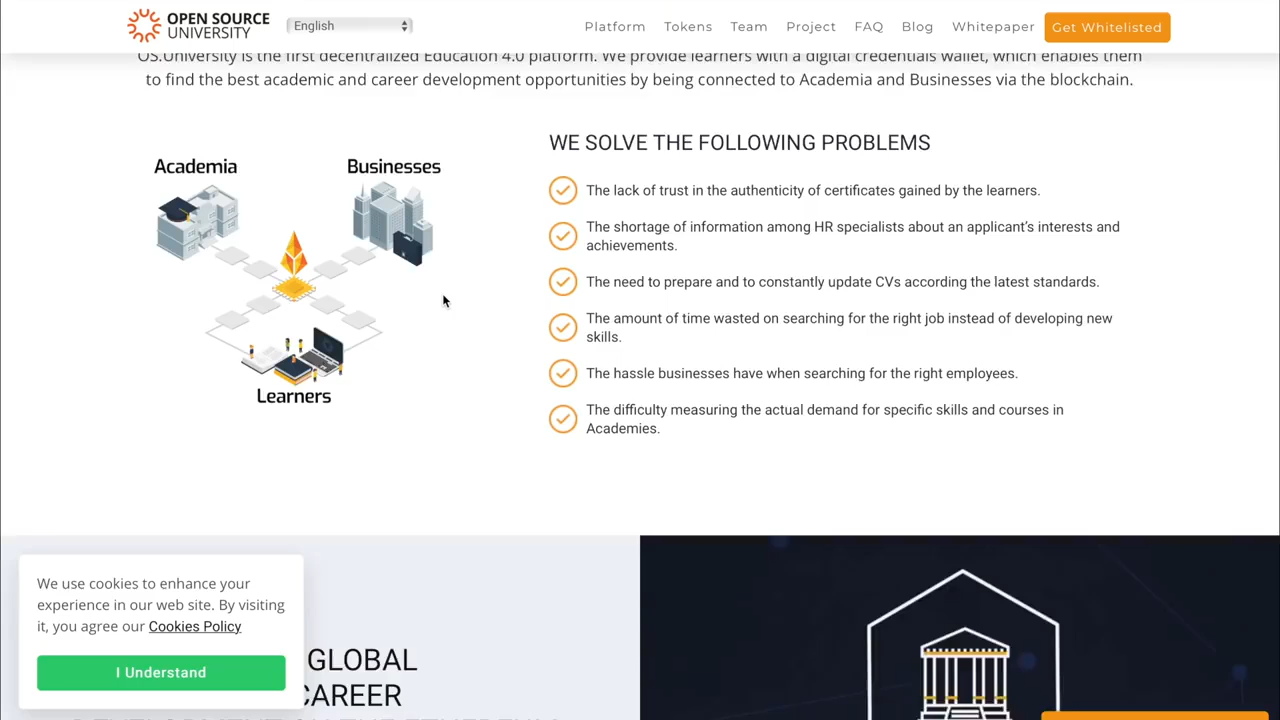 OPEN SOURCE
UNIVERSITY
English
Platform
Tokens
Team
Project
FAQ
Blog
Whitepaper
Get Whitelisted
OS.University is the first decentralized Education 4.0 platform. We provide learners with a digital credentials wallet, which enables them
to find the best academic and career development opportunities by being connected to Academia and Businesses via the blockchain.
Academia
Businesses
Learners
WE SOLVE THE FOLLOWING PROBLEMS
The lack of trust in the authenticity of certificates gained by the learners.
The shortage of information among HR specialists about an applicant's interests and
achievements.
The need to prepare and to constantly update CVs according the latest standards.
The amount of time wasted on searching for the right job instead of developing new
skills.
The hassle businesses have when searching for the right employees.
The difficulty measuring the actual demand for specific skills and courses in
Academies.
We use cookies to enhance your
experience in our web site. By visiting
it, you agree our Cookies Policy
I Understand
GLOBAL
CAREER